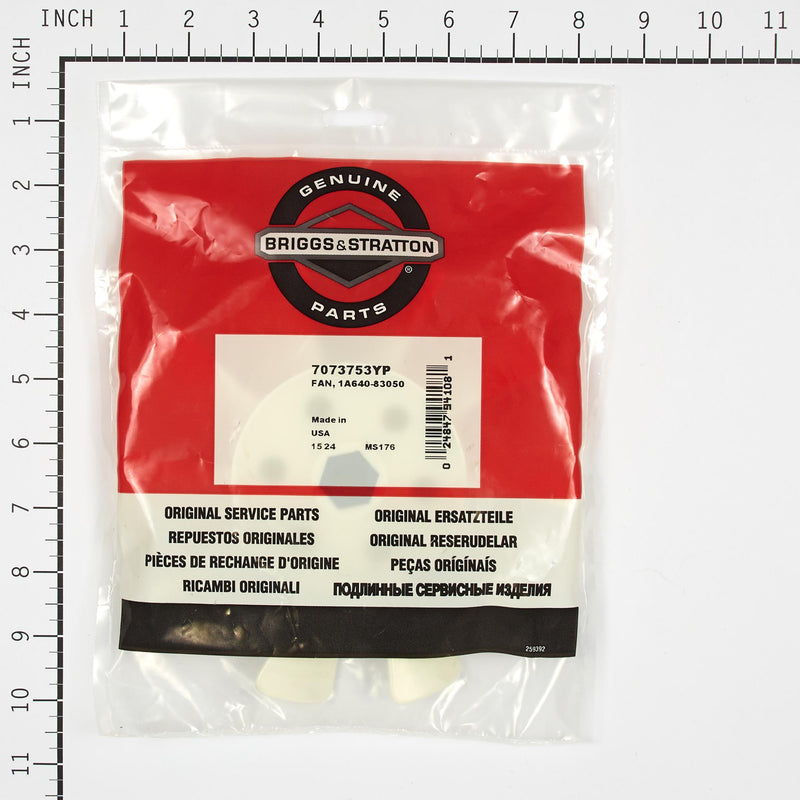 INCH 1 2 3 4 5 6 7 8 9 10 11
INCH
1
2
3
4
5
6
7
8
9
10
11
GENUINE
BRIGGS&STRATTON
®
PARTS
7073753YP
FAN, 1A640-83050
Made in
USA
15 24 MS176
0 24847 94108 1
ORIGINAL SERVICE PARTS ORIGINAL ERSATZTEILE
REPUESTOS ORIGINALES ORIGINAL RESERUDELAR
PIÈCES DE RECHANGE D'ORIGINE PEÇAS ORÍGÍNAÍS
RICAMBI ORIGINALI ПОДЛИННЫЕ СЕРВИСНЫЕ ИЗДЕЛИЯ
259392